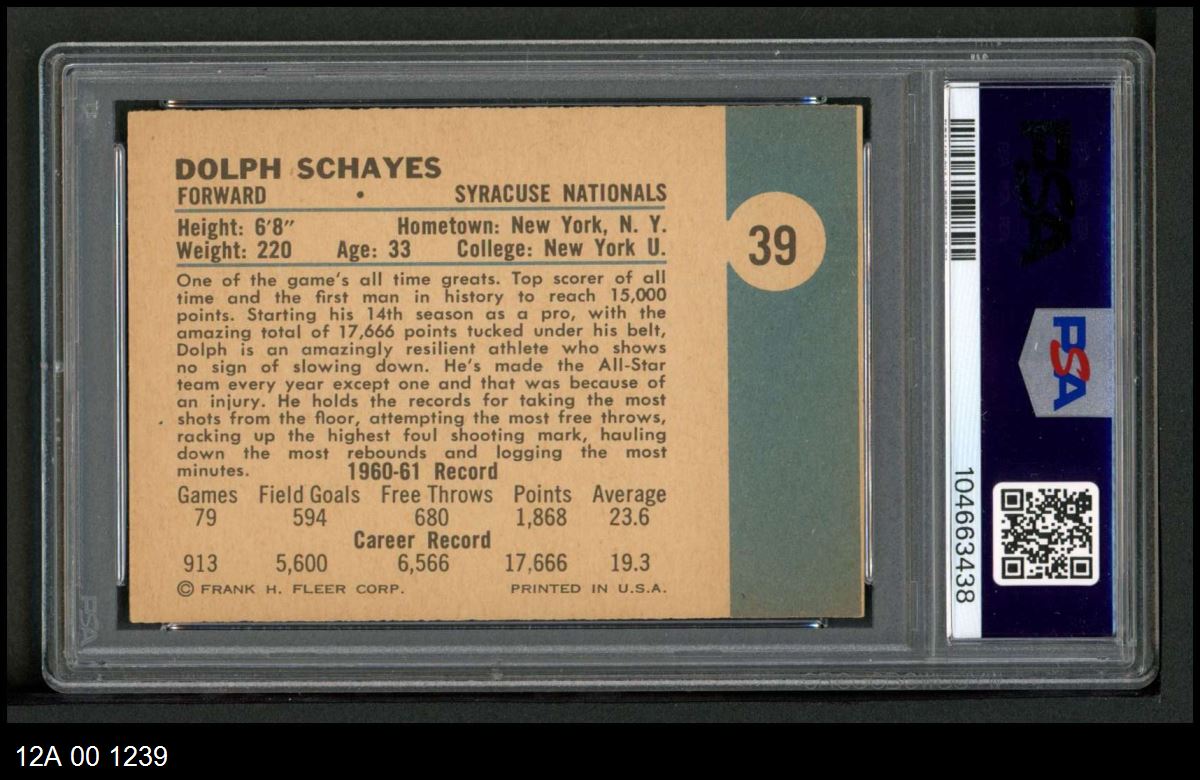 DOLPH SCHAYES
FORWARD • SYRACUSE NATIONALS
Height: 6'8" Hometown: New York, N. Y.
Weight: 220 Age: 33 College: New York U.
One of the game's all time greats. Top scorer of all
time and the first man in history to reach 15,000
points. Starting his 14th season as a pro, with the
amazing total of 17,666 points tucked under his belt,
Dolph is an amazingly resilient athlete who shows
no sign of slowing down. He's made the All-Star
team every year except one and that was because of
an injury. He holds the records for taking the most
shots from the floor, attempting the most free throws,
racking up the highest foul shooting mark, hauling
down the most rebounds and logging the most
minutes. 1960-61 Record
Games Field Goals Free Throws Points Average
79 594 680 1,868 23.6
Career Record
913 5,600 6,566 17,666 19.3
© FRANK H. FLEER CORP. PRINTED IN U.S.A.
39
PSA
PSA
104663438
PSA
12A 00 1239